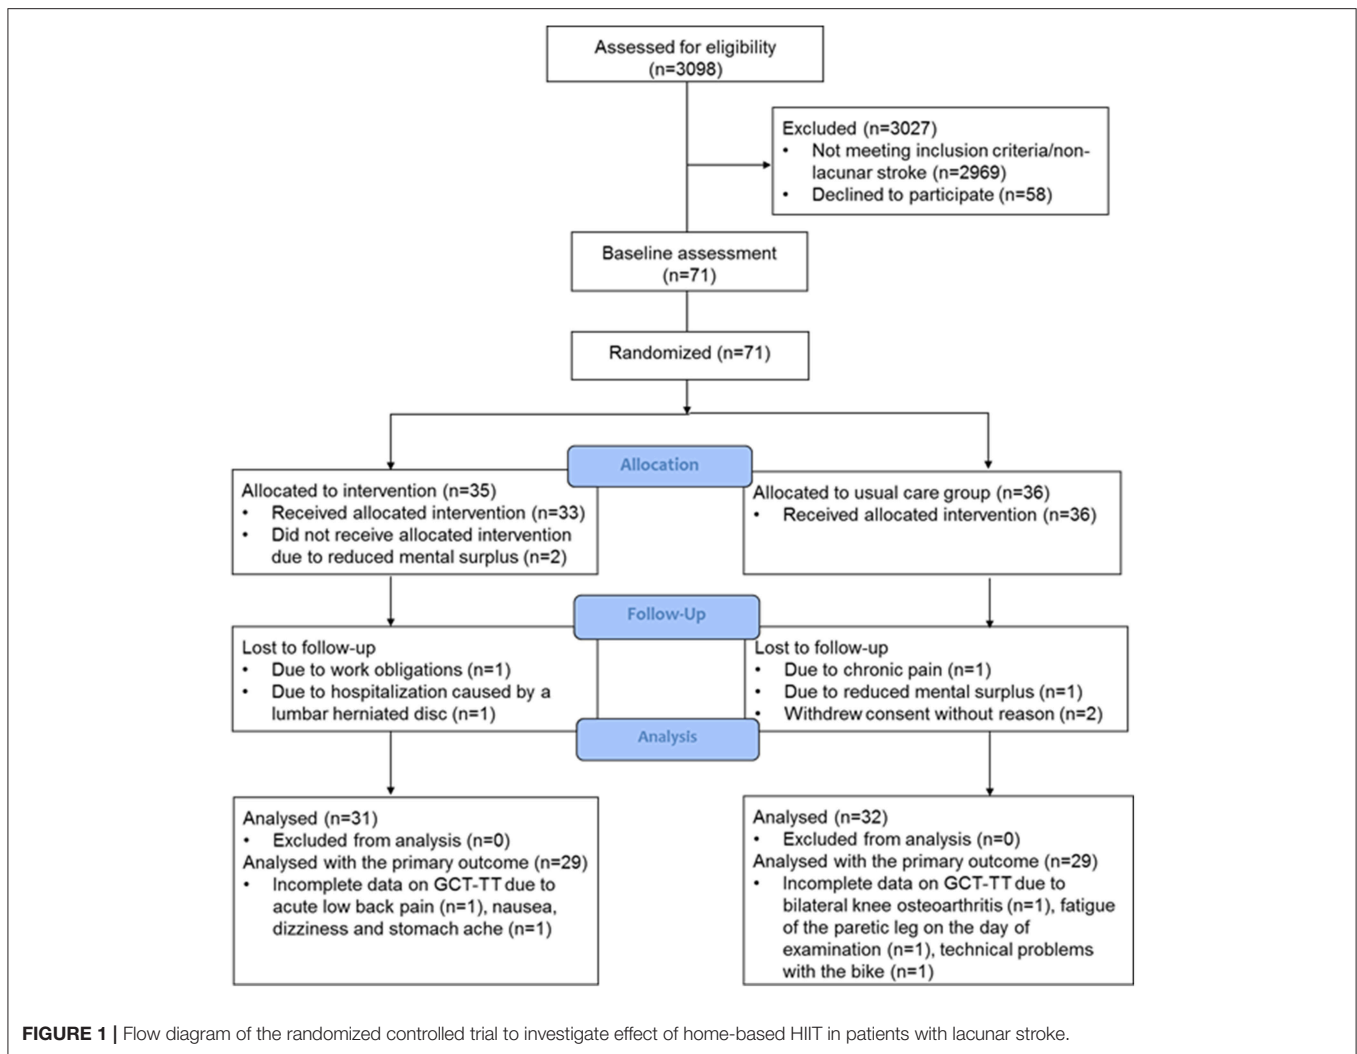 Assessed for eligibility
(n=3098)
Excluded (n=3027)
• Not meeting inclusion criteria/non-
lacunar stroke (n=2969)
• Declined to participate (n=58)
Baseline assessment
(n=71)
Randomized (n=71)
Allocation
Allocated to intervention (n=35)
• Received allocated intervention (n=33)
• Did not receive allocated intervention
due to reduced mental surplus (n=2)
Allocated to usual care group (n=36)
• Received allocated intervention (n=36)
Follow-Up
Lost to follow-up
• Due to work obligations (n=1)
• Due to hospitalization caused by a
lumbar herniated disc (n=1)
Lost to follow-up
• Due to chronic pain (n=1)
• Due to reduced mental surplus (n=1)
• Withdrew consent without reason (n=2)
Analysis
Analysed (n=31)
• Excluded from analysis (n=0)
Analysed with the primary outcome (n=29)
• Incomplete data on GCT-TT due to
acute low back pain (n=1), nausea,
dizziness and stomach ache (n=1)
Analysed (n=32)
• Excluded from analysis (n=0)
Analysed with the primary outcome (n=29)
• Incomplete data on GCT-TT due to
bilateral knee osteoarthritis (n=1), fatigue
of the paretic leg on the day of
examination (n=1), technical problems
with the bike (n=1)
FIGURE 1 | Flow diagram of the randomized controlled trial to investigate effect of home-based HIIT in patients with lacunar stroke.